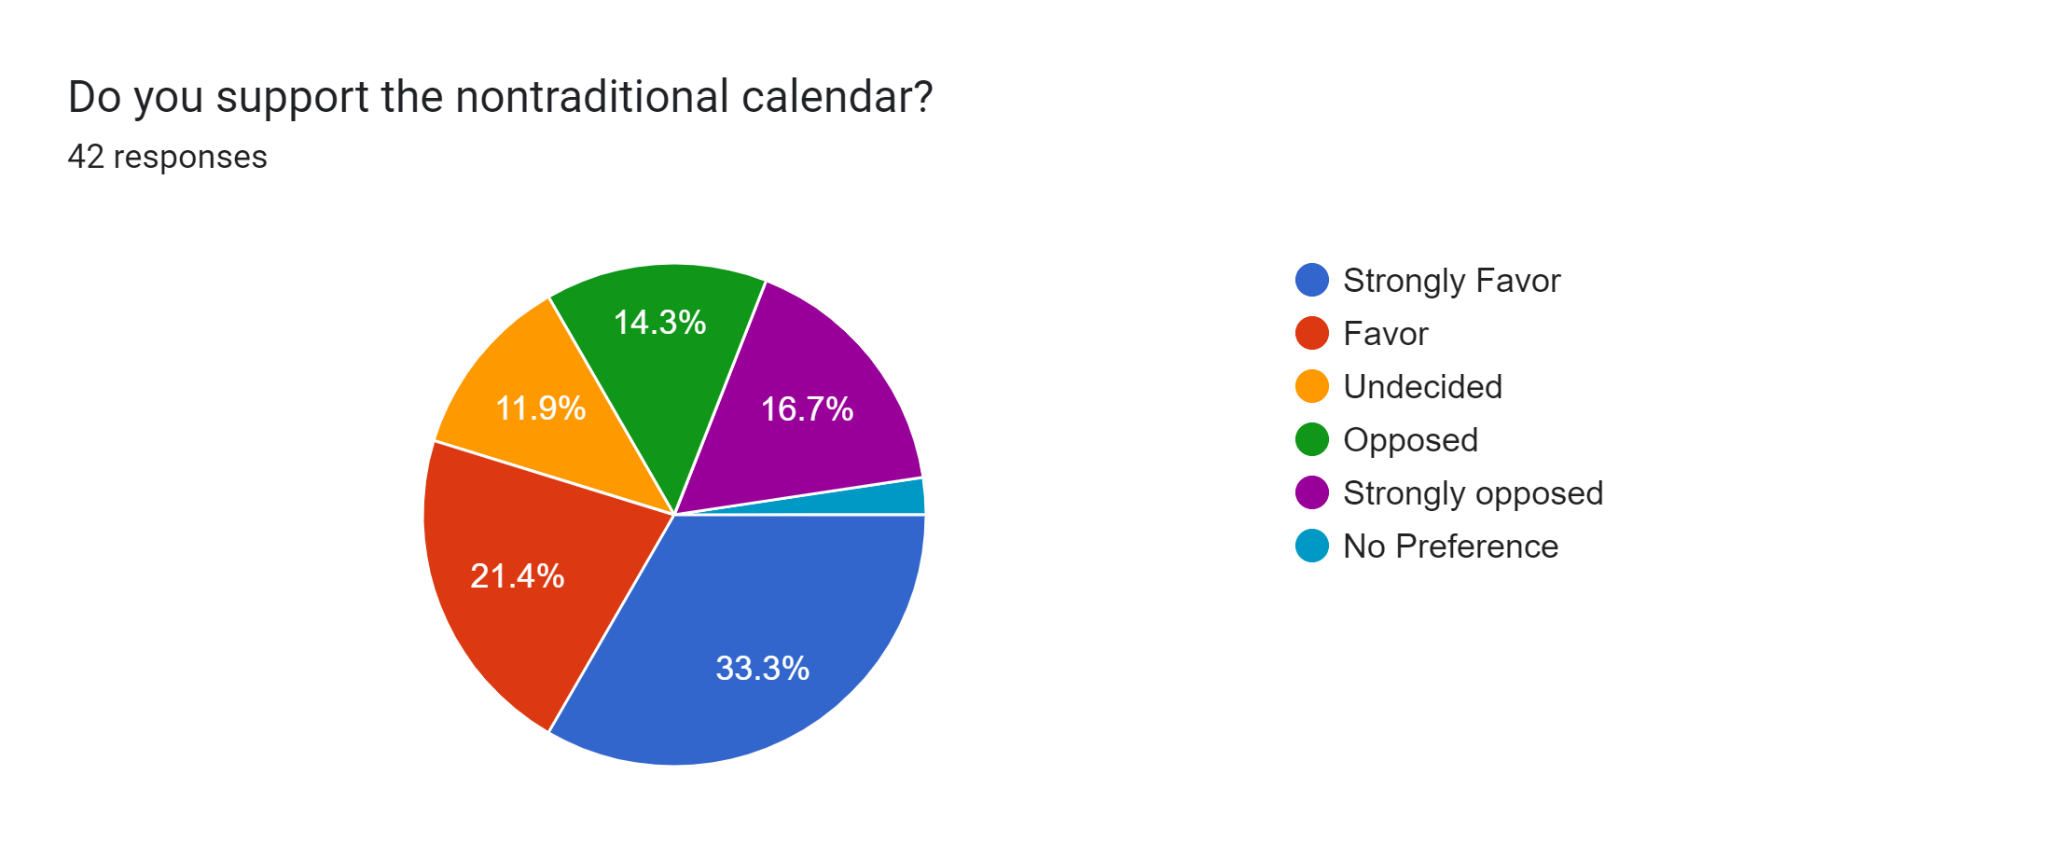 Do you support the nontraditional calendar?
42 responses
14.3%
11.9%
16.7%
21.4%
33.3%
Strongly Favor
Favor
Undecided
Opposed
Strongly opposed
No Preference